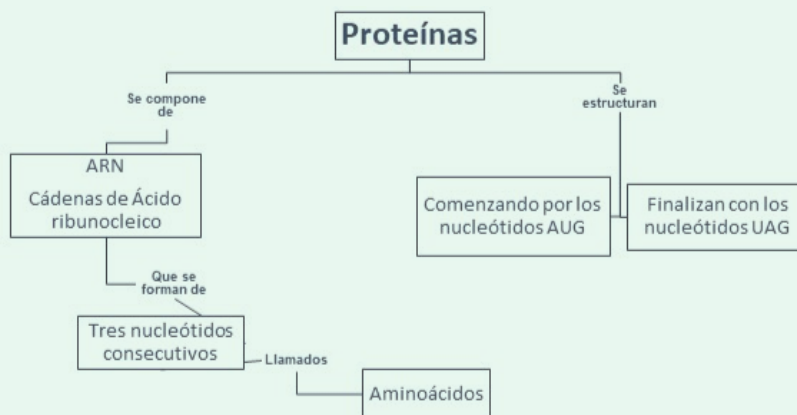 Proteínas
Se compone
de
Se
estructuran
ARN
Cádenas de Ácido
ribunocleico
Comenzando por los
nucleótidos AUG
Finalizan con los
nucleótidos UAG
Que se
forman de
Tres nucleótidos
consecutivos
Llamados
Aminoácidos